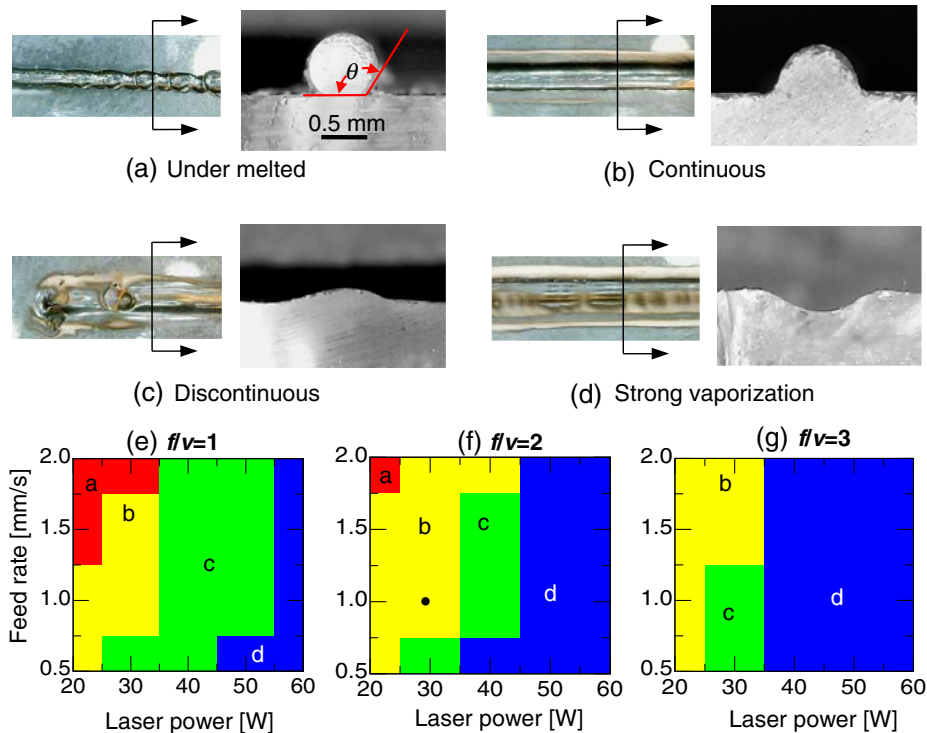 θ
0.5 mm
(a) Under melted
(b) Continuous
(c) Discontinuous
(d) Strong vaporization
(e) f/v=1
(f) f/v=2
(g) f/v=3
Feed rate [mm/s]
2.0
1.5
1.0
0.5
a
b
c
d
20 30 40 50 60
Laser power [W]
2.0
1.5
1.0
0.5
a
b
c
d
20 30 40 50 60
Laser power [W]
2.0
1.5
1.0
0.5
b
c
d
20 30 40 50 60
Laser power [W]